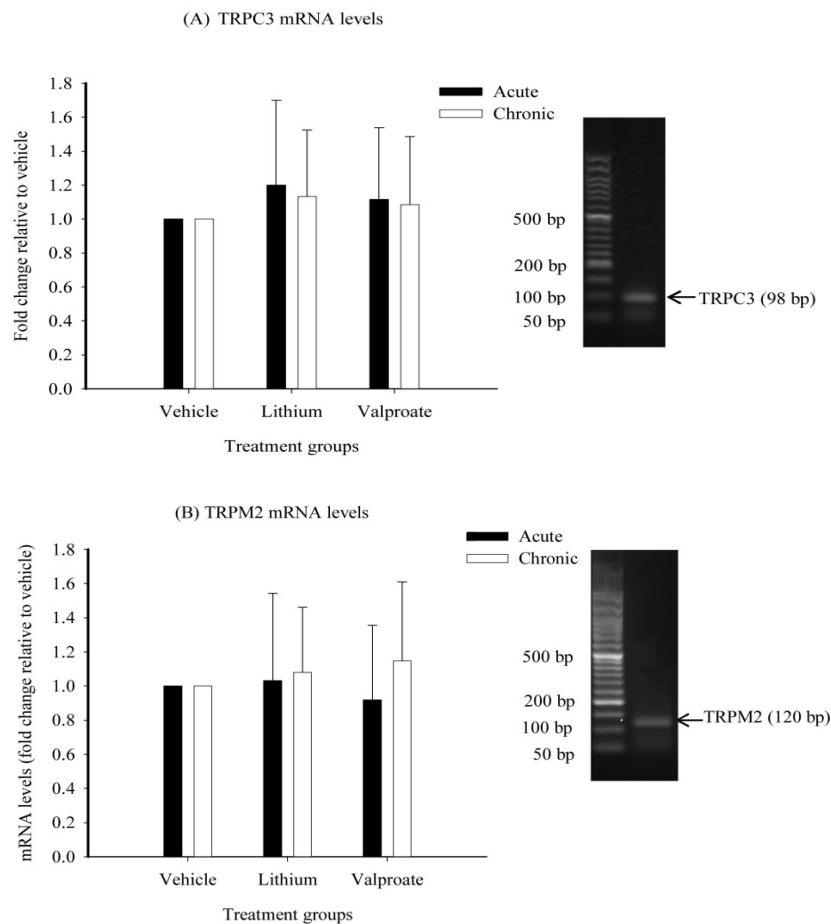 (A) TRPC3 mRNA levels
Fold change relative to vehicle
1.8
1.6
1.4
1.2
1.0
0.8
0.6
0.4
0.2
0.0
Vehicle Lithium Valproate
Treatment groups
Acute
Chronic
500 bp
200 bp
100 bp
50 bp
TRPC3 (98 bp)
(B) TRPM2 mRNA levels
mRNA levels (fold change relative to vehicle)
1.8
1.6
1.4
1.2
1.0
0.8
0.6
0.4
0.2
0.0
Vehicle Lithium Valproate
Treatment groups
Acute
Chronic
500 bp
200 bp
100 bp
50 bp
TRPM2 (120 bp)